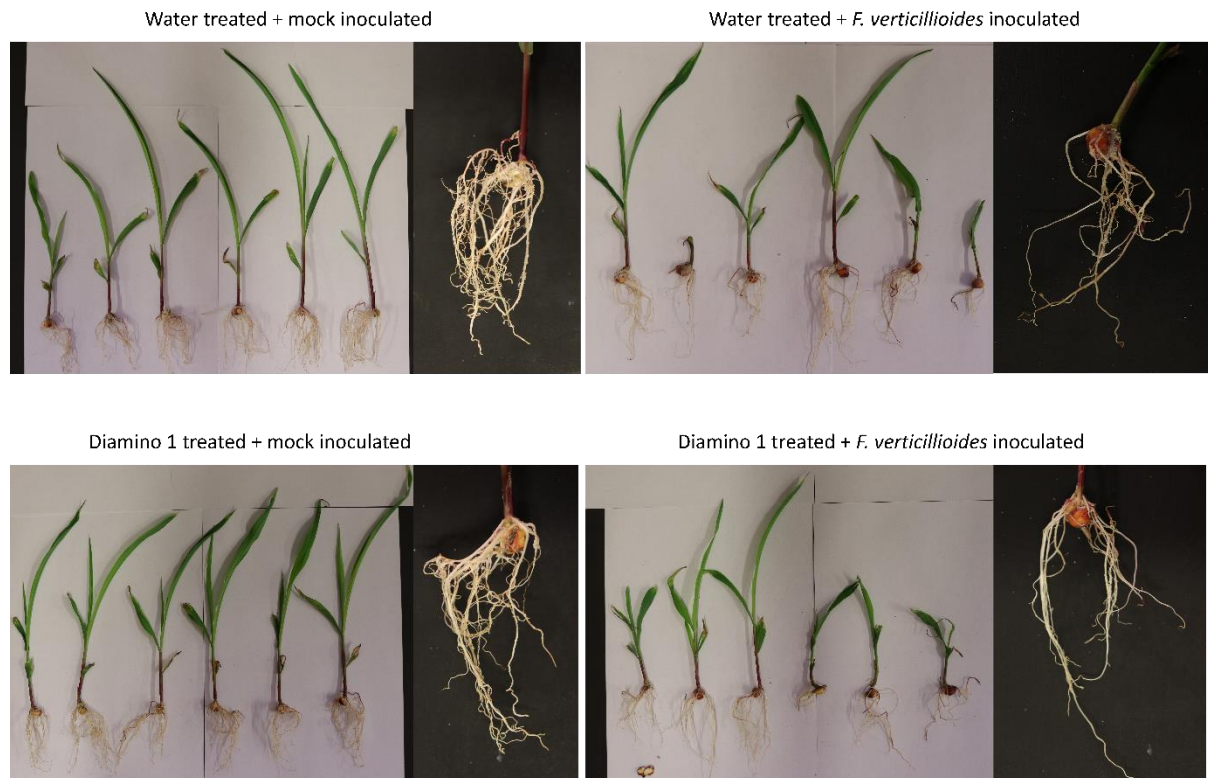 Water treated + mock inoculated
Water treated + F. verticillioides inoculated
Diamino 1 treated + mock inoculated
Diamino 1 treated + F. verticillioides inoculated